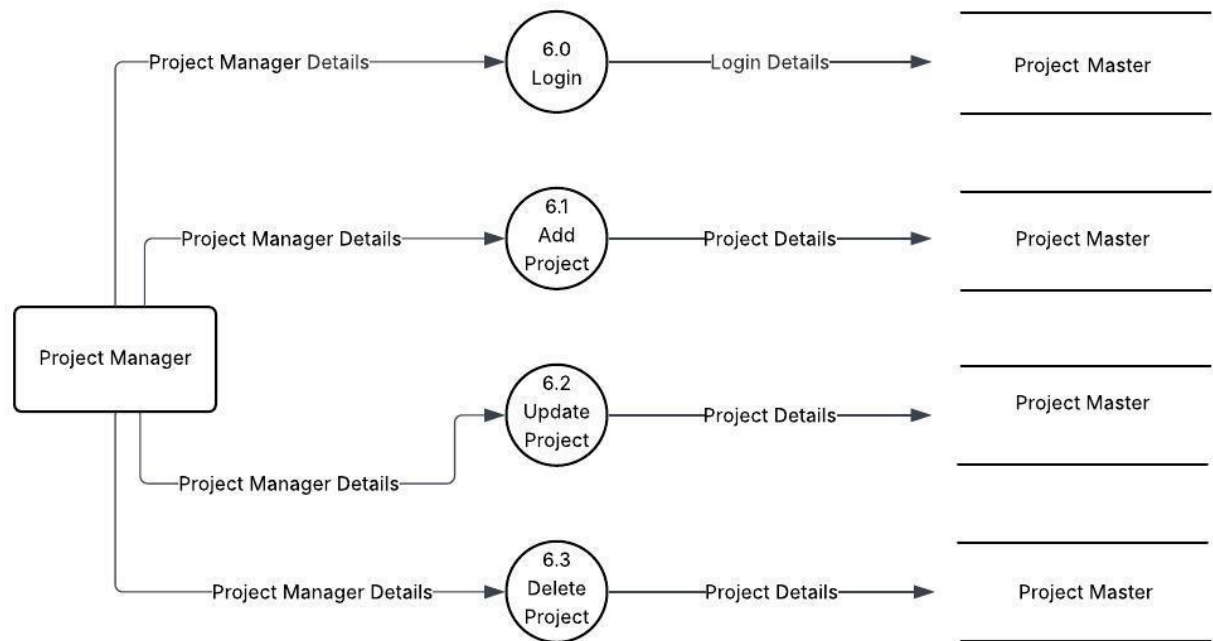 Project Manager Details
6.0
Login
Login Details
Project Master
Project Manager Details
6.1
Add
Project
Project Details
Project Master
Project Manager
6.2
Update
Project
Project Details
Project Master
Project Manager Details
6.3
Delete
Project
Project Manager Details
Project Details
Project Master